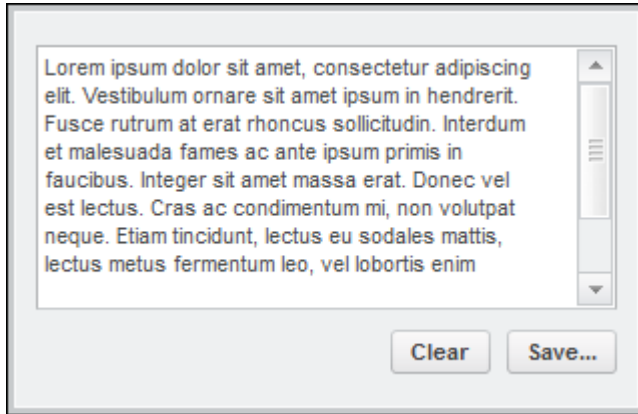 Lorem ipsum dolor sit amet, consectetur adipiscing
elit. Vestibulum ornare sit amet ipsum in hendrerit.
Fusce rutrum at erat rhoncus sollicitudin. Interdum
et malesuada fames ac ante ipsum primis in
faucibus. Integer sit amet massa erat. Donec vel
est lectus. Cras ac condimentum mi, non volutpat
neque. Etiam tincidunt, lectus eu sodales mattis,
lectus metus fermentum leo, vel lobortis enim
Clear Save...